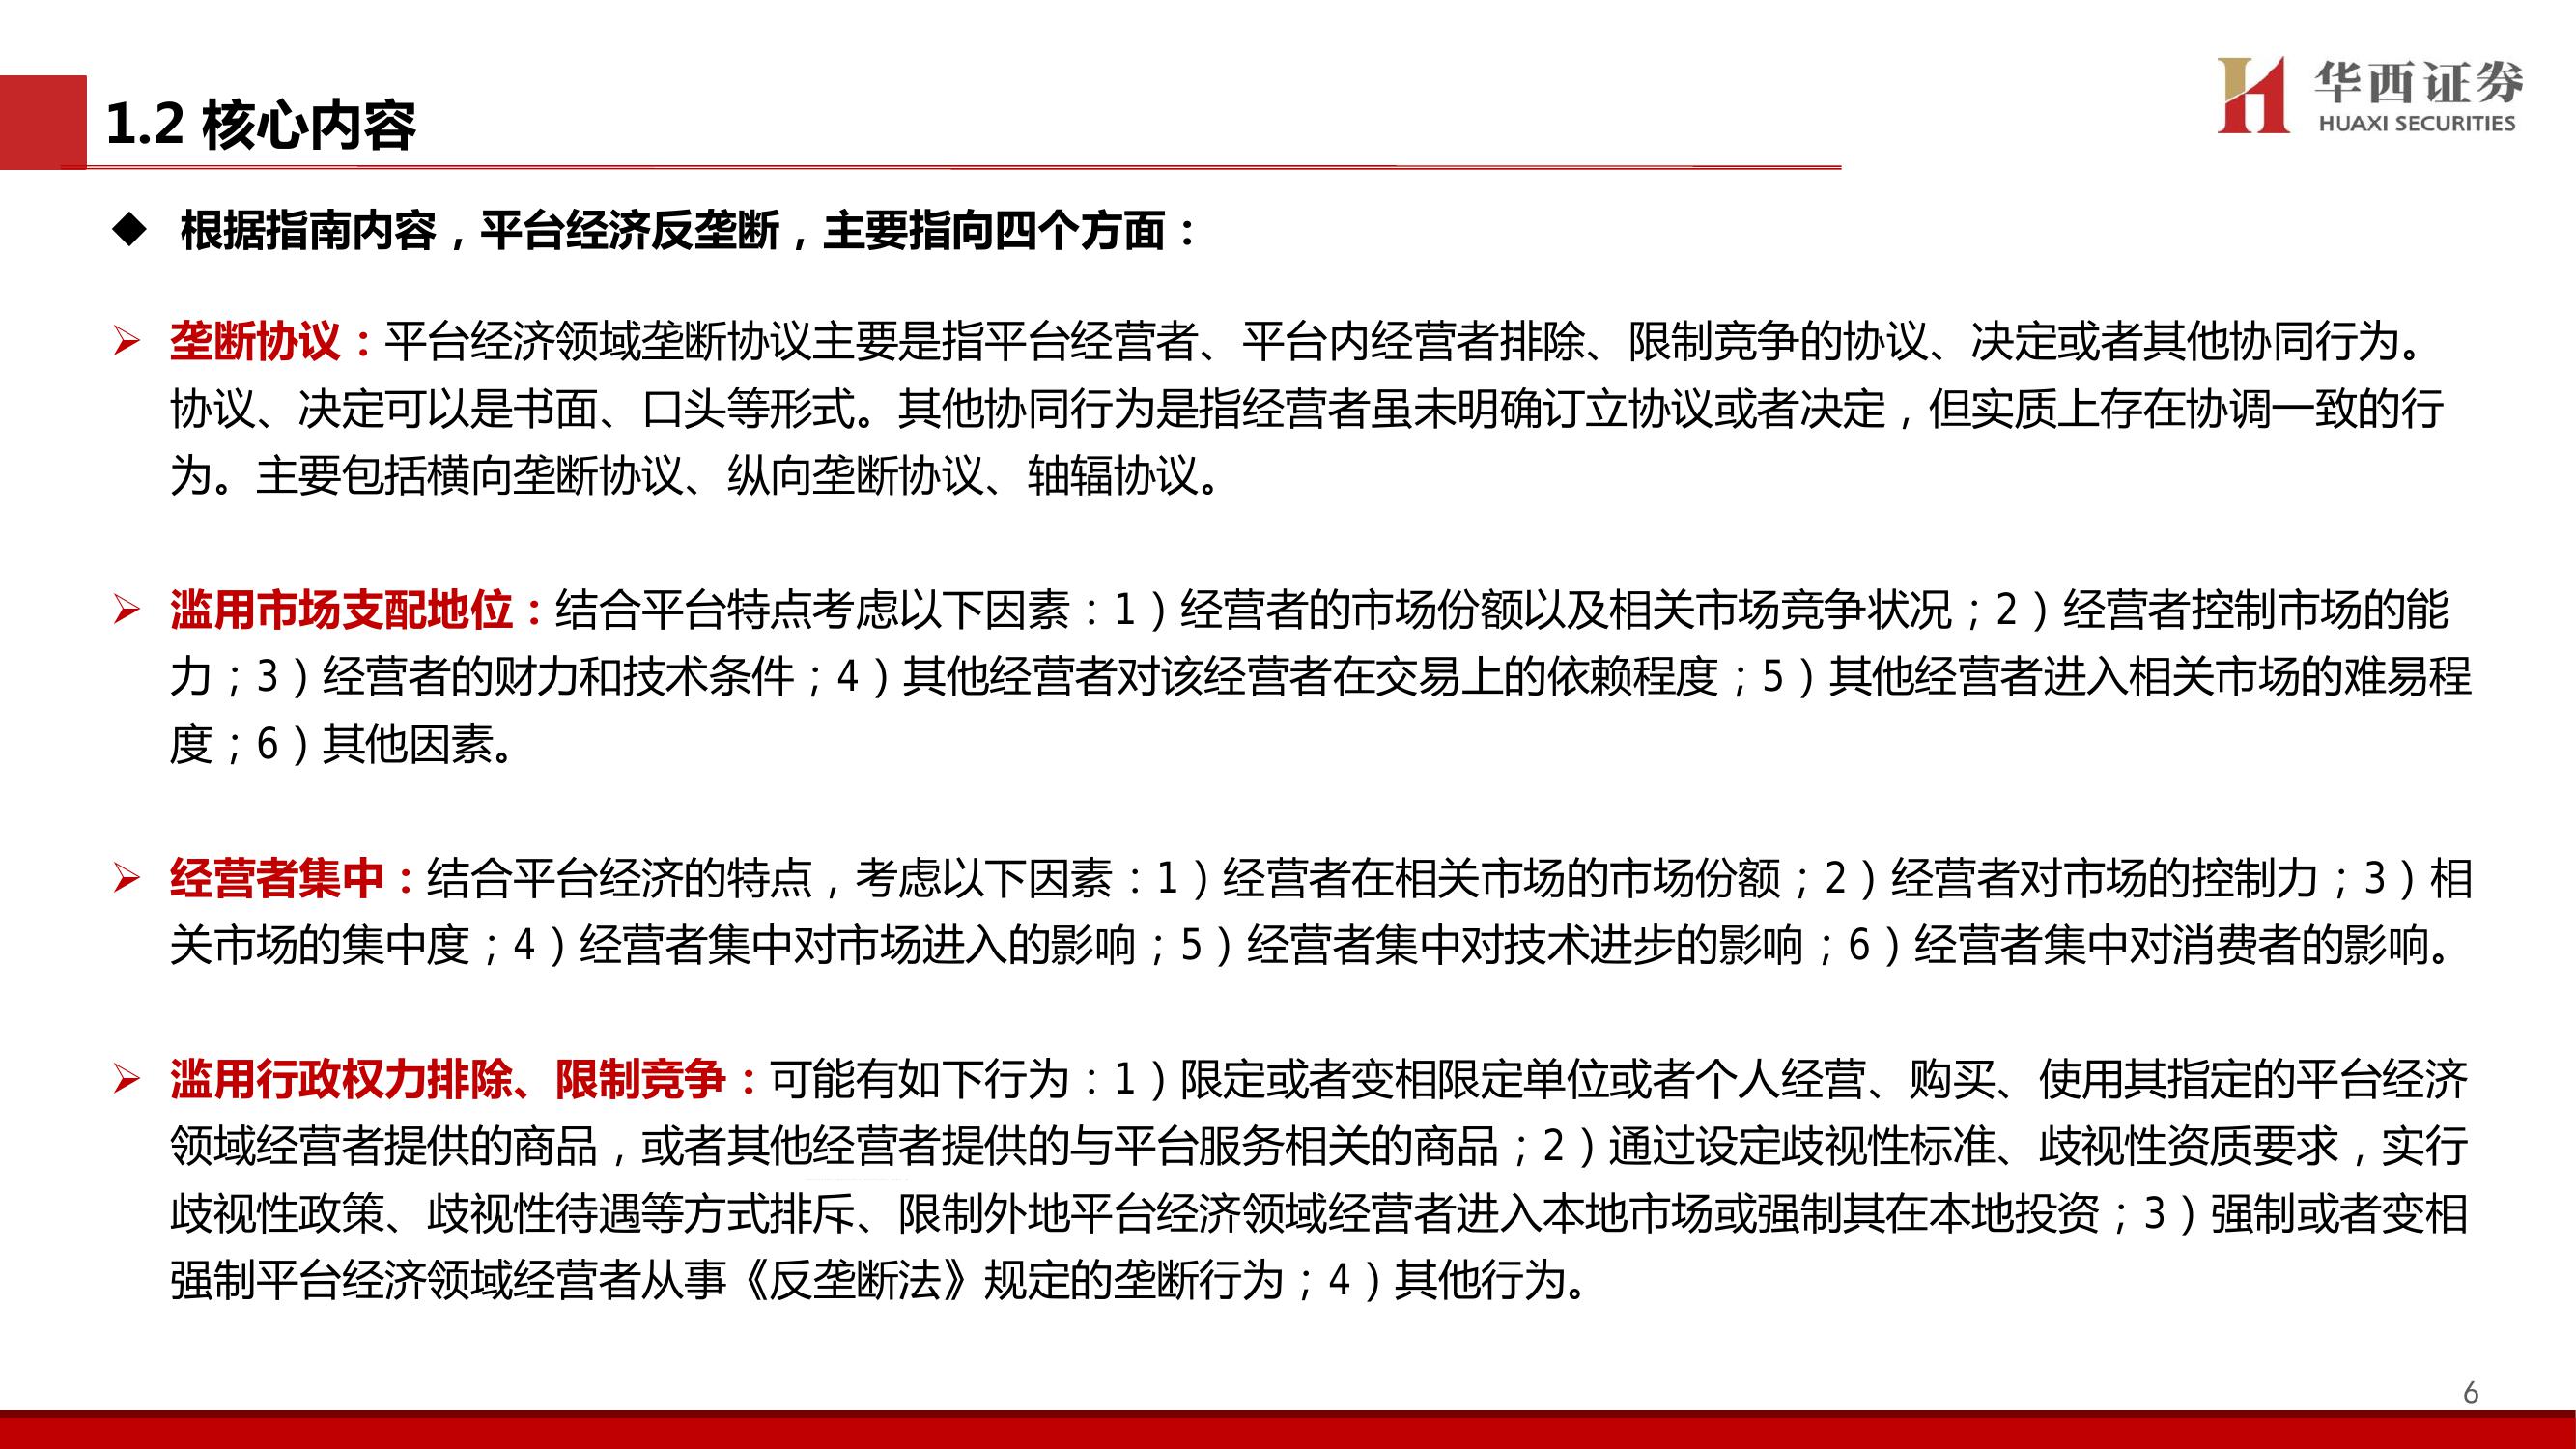 华西证券
HUAXI SECURITIES
1.2 核心内容
◆ 根据指南内容，平台经济反垄断，主要指向四个方面：
➢ 垄断协议：平台经济领域垄断协议主要是指平台经营者、平台内经营者排除、限制竞争的协议、决定或者其他协同行为。
协议、决定可以是书面、口头等形式。其他协同行为是指经营者虽未明确订立协议或者决定，但实质上存在协调一致的行
为。主要包括横向垄断协议、纵向垄断协议、轴辐协议。
➢ 滥用市场支配地位：结合平台特点考虑以下因素：1）经营者的市场份额以及相关市场竞争状况；2）经营者控制市场的能
力；3）经营者的财力和技术条件；4）其他经营者对该经营者在交易上的依赖程度；5）其他经营者进入相关市场的难易程
度；6）其他因素。
➢ 经营者集中：结合平台经济的特点，考虑以下因素：1）经营者在相关市场的市场份额；2）经营者对市场的控制力；3）相
关市场的集中度；4）经营者集中对市场进入的影响；5）经营者集中对技术进步的影响；6）经营者集中对消费者的影响。
➢ 滥用行政权力排除、限制竞争：可能有如下行为：1）限定或者变相限定单位或者个人经营、购买、使用其指定的平台经济
领域经营者提供的商品，或者其他经营者提供的与平台服务相关的商品；2）通过设定歧视性标准、歧视性资质要求，实行
歧视性政策、歧视性待遇等方式排斥、限制外地平台经济领域经营者进入本地市场或强制其在本地投资；3）强制或者变相
强制平台经济领域经营者从事《反垄断法》规定的垄断行为；4）其他行为。
6